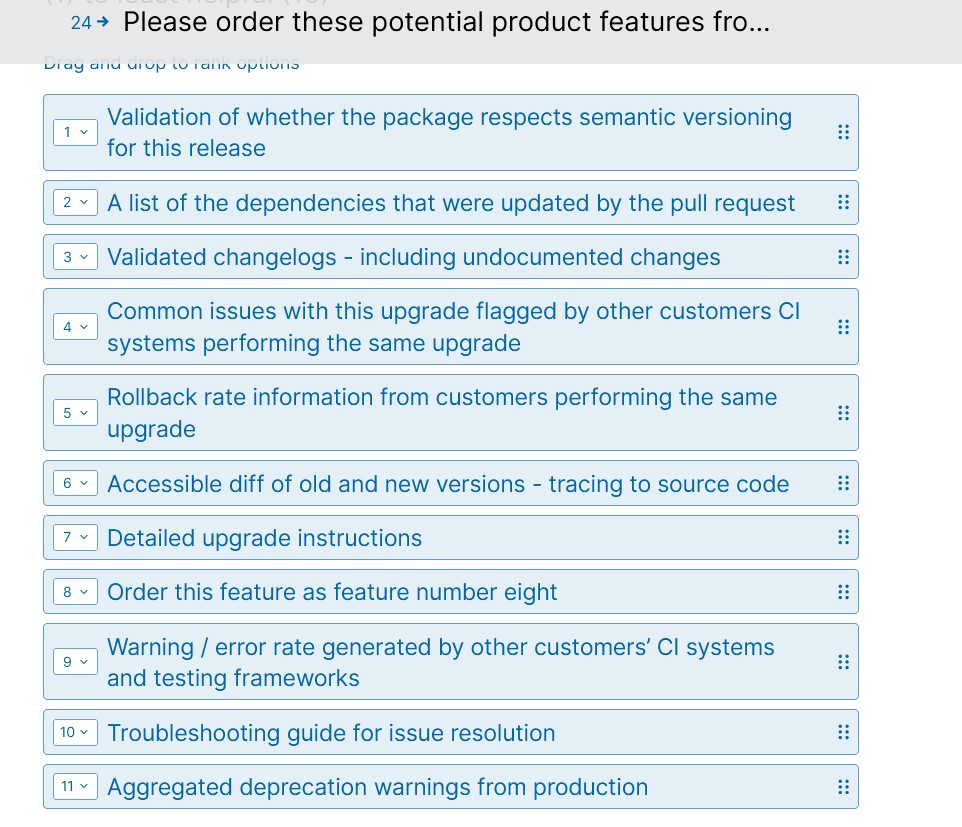 (1) to least helpful (10)
24 → Please order these potential product features fro...
Drag and drop to rank options
1 Validation of whether the package respects semantic versioning
for this release
2 A list of the dependencies that were updated by the pull request
3 Validated changelogs - including undocumented changes
4 Common issues with this upgrade flagged by other customers CI
systems performing the same upgrade
5 Rollback rate information from customers performing the same
upgrade
6 Accessible diff of old and new versions - tracing to source code
7 Detailed upgrade instructions
8 Order this feature as feature number eight
9 Warning / error rate generated by other customers’ CI systems
and testing frameworks
10 Troubleshooting guide for issue resolution
11 Aggregated deprecation warnings from production